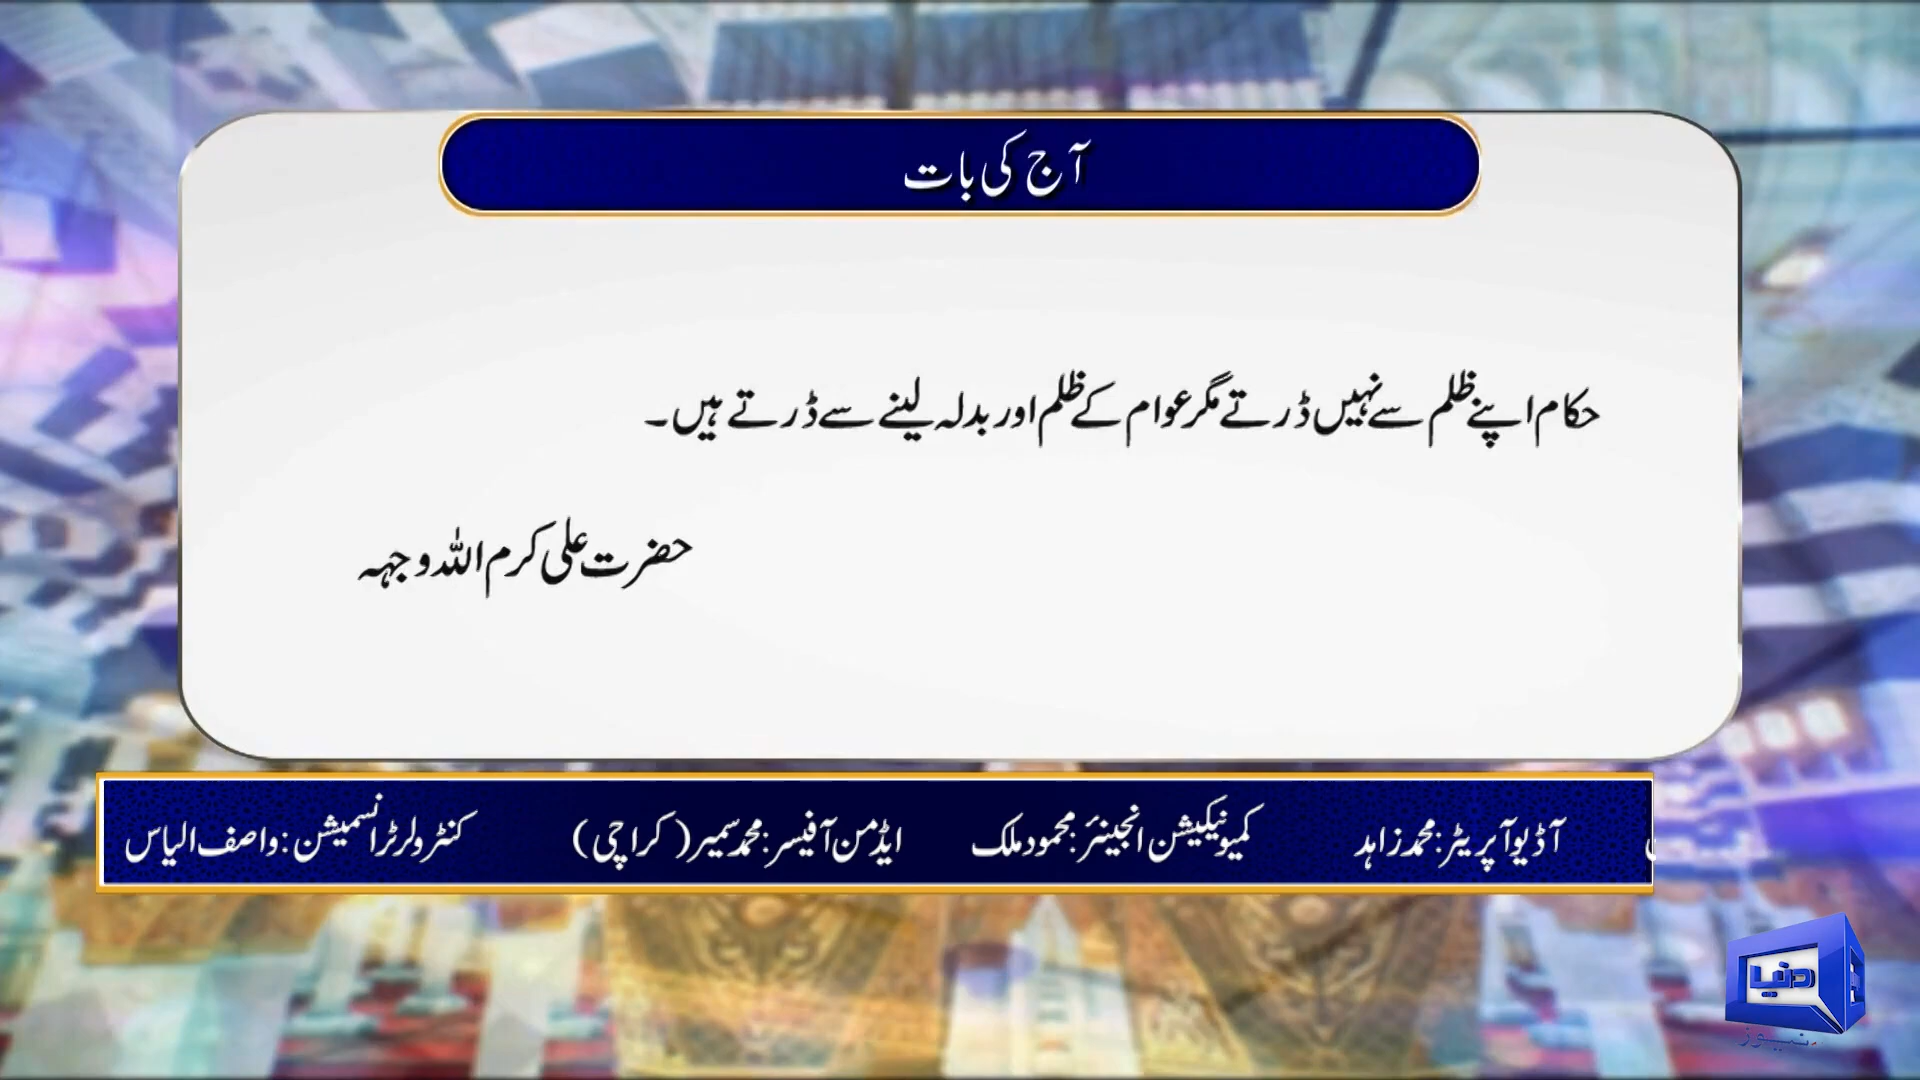 آج کی بات
حکام اپنے ظلم سے نہیں ڈرتے مگر عوام کے ظلم اور بدلہ لینے سے ڈرتے ہیں۔
حضرت علی کرم اللہ وجہہ
آڈیو آپریٹر: محمد زاہد کمیونیکیشن انجینئر: محمود ملک ایڈمن آفیسر: محمد سمیر (کراچی) کنٹرولر ٹرانسمیشن: واصف الیاس
دنیا
نیوز